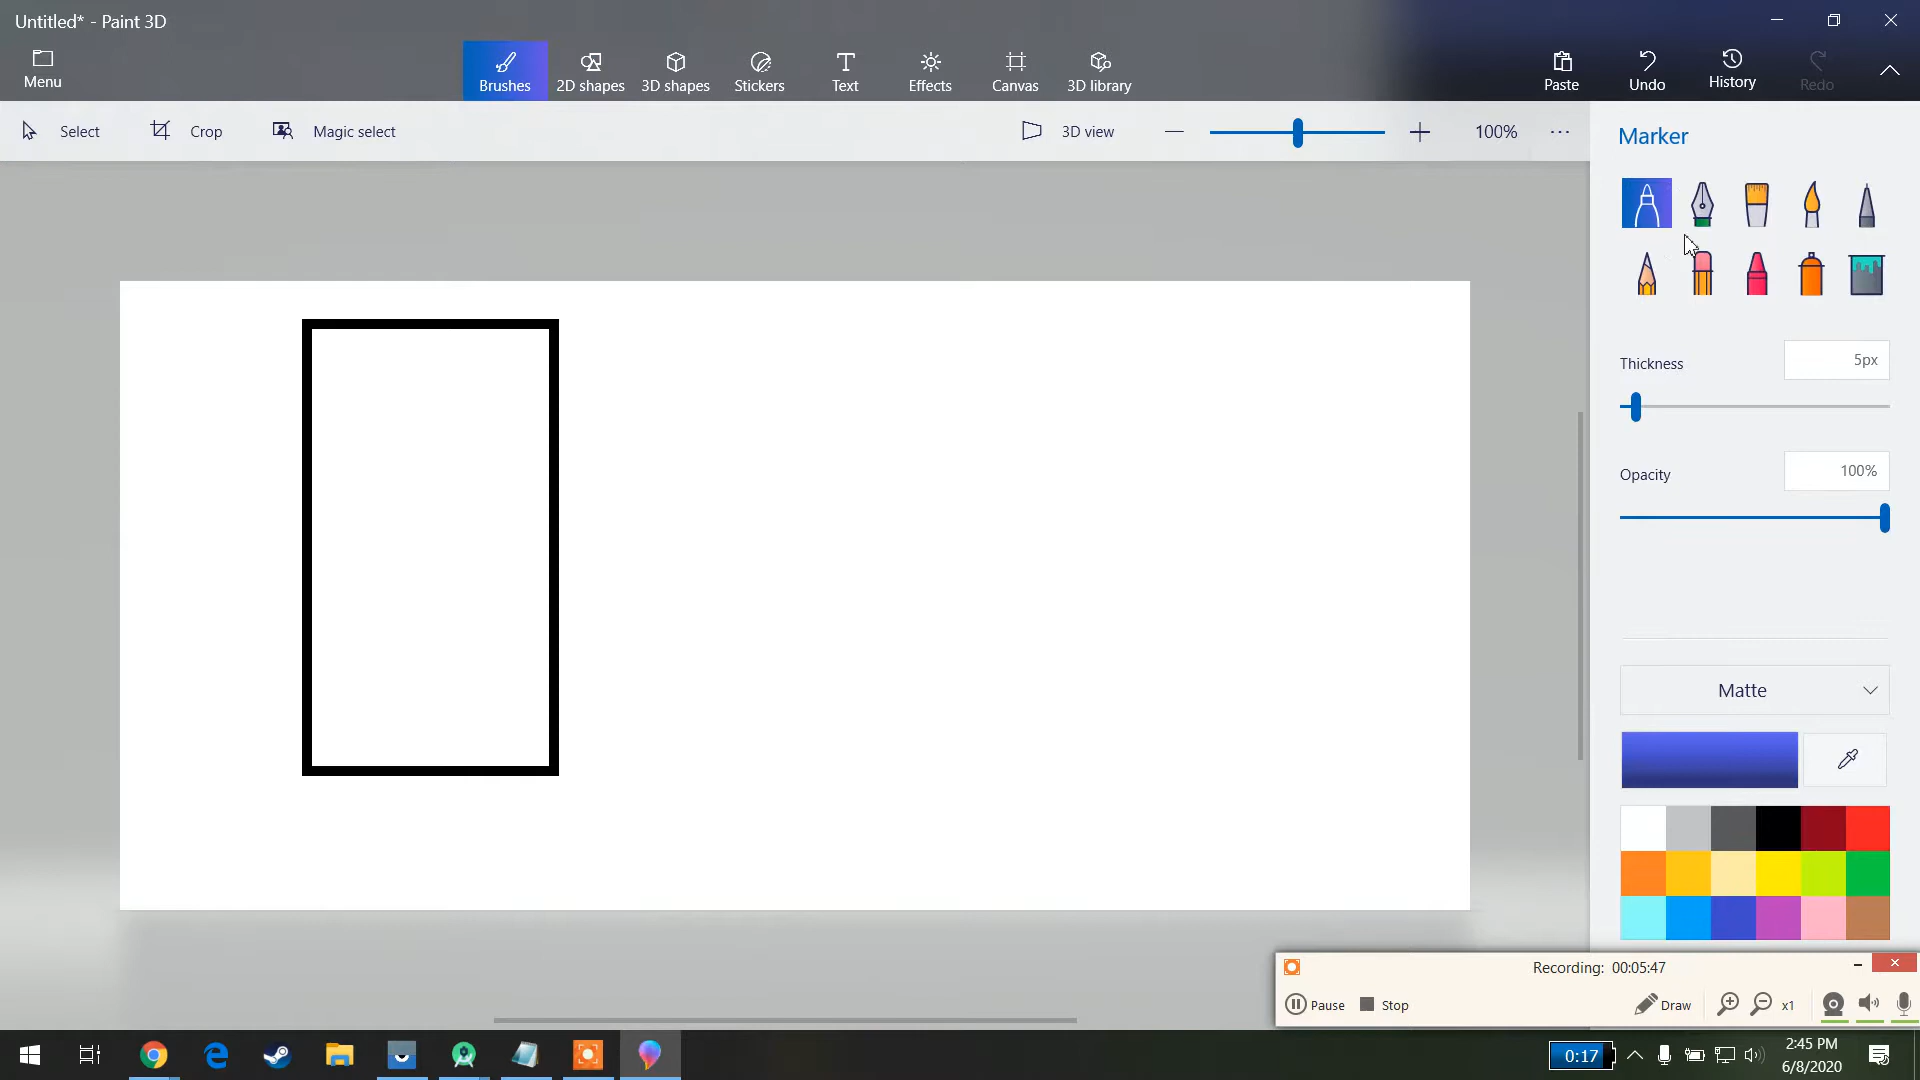 Untitled* - Paint 3D
Menu
Brushes
2D shapes
3D shapes
Stickers
Text
Effects
Canvas
3D library
Paste
Undo
History
Redo
Select
Crop
Magic select
3D view
100%
Marker
Thickness
5px
Opacity
100%
Matte
Recording: 00:05:47
Pause
Stop
Draw
x1
0:17
2:45 PM
6/8/2020